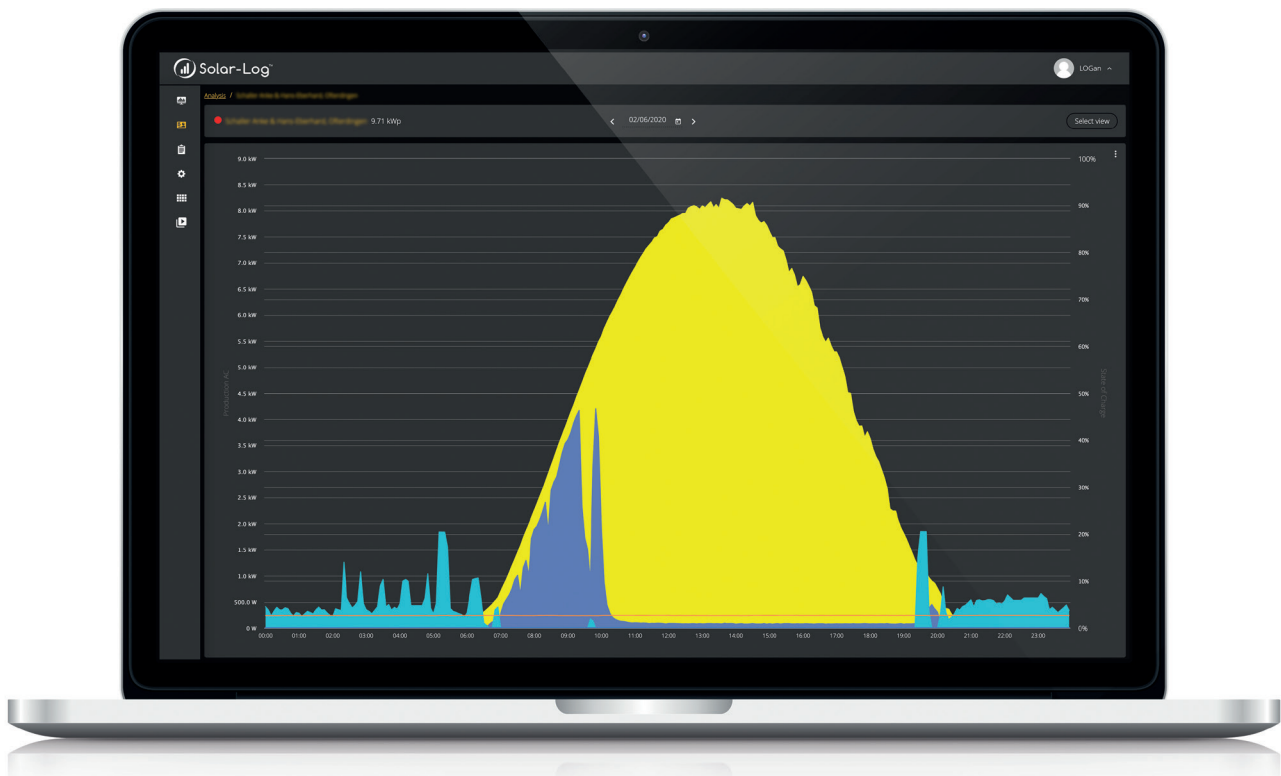 Solar-Log™
LOGan
Analysis /
9.71 kWp
02/06/2020
Select view
9.0 kW
8.5 kW
8.0 kW
7.5 kW
7.0 kW
6.5 kW
6.0 kW
5.5 kW
5.0 kW
4.5 kW
4.0 kW
3.5 kW
3.0 kW
2.5 kW
2.0 kW
1.5 kW
1.0 kW
500.0 W
0 W
Production AC
100%
90%
80%
70%
60%
50%
40%
30%
20%
10%
0%
State of Charge
00:00 01:00 02:00 03:00 04:00 05:00 06:00 07:00 08:00 09:00 10:00 11:00 12:00 13:00 14:00 15:00 16:00 17:00 18:00 19:00 20:00 21:00 22:00 23:00